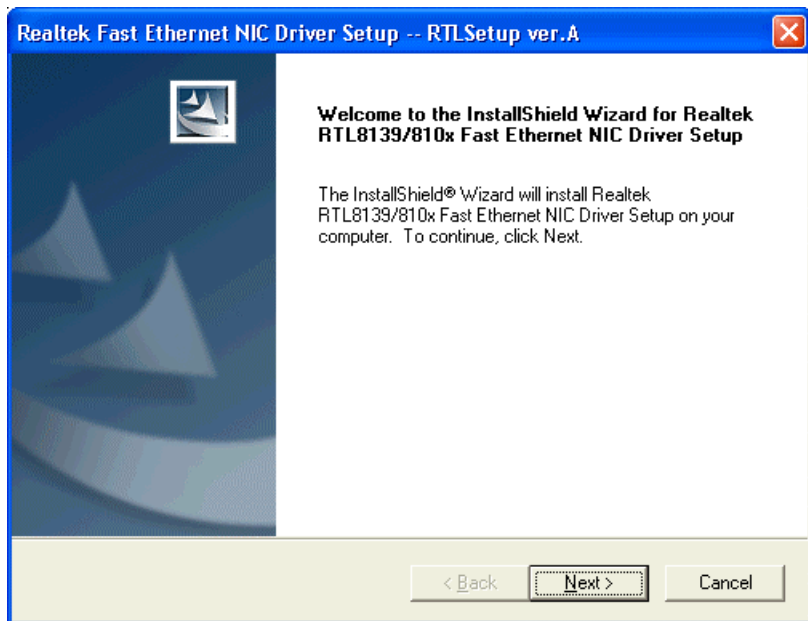 Realtek Fast Ethernet NIC Driver Setup -- RTLSetup ver.A
Welcome to the InstallShield Wizard for Realtek
RTL8139/810x Fast Ethernet NIC Driver Setup
The InstallShield® Wizard will install Realtek
RTL8139/810x Fast Ethernet NIC Driver Setup on your
computer.  To continue, click Next.
< Back
Next >
Cancel